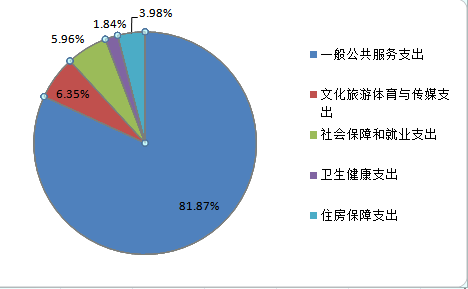 3.98%
1.84%
5.96%
6.35%
81.87%
一般公共服务支出
文化旅游体育与传媒支
出
社会保障和就业支出
卫生健康支出
住房保障支出